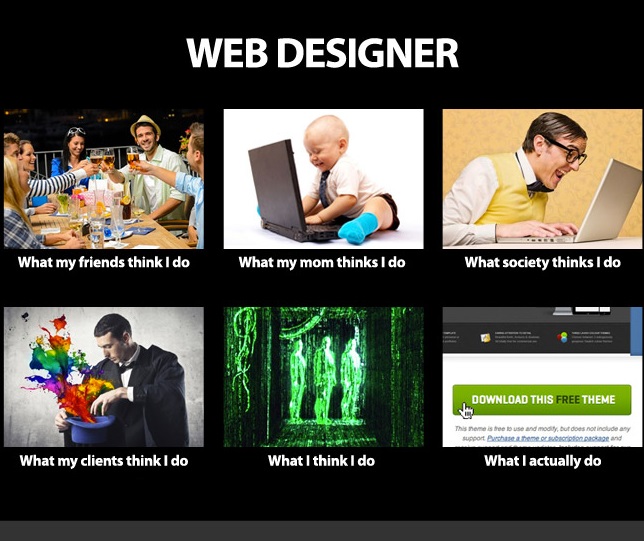 WEB DESIGNER
What my friends think I do
What my mom thinks I do
What society thinks I do
DOWNLOAD THIS FREE THEME
This theme is free to use and modify, but does not include any
support. Purchase a theme or subscription package and
What my clients think I do
What I think I do
What I actually do